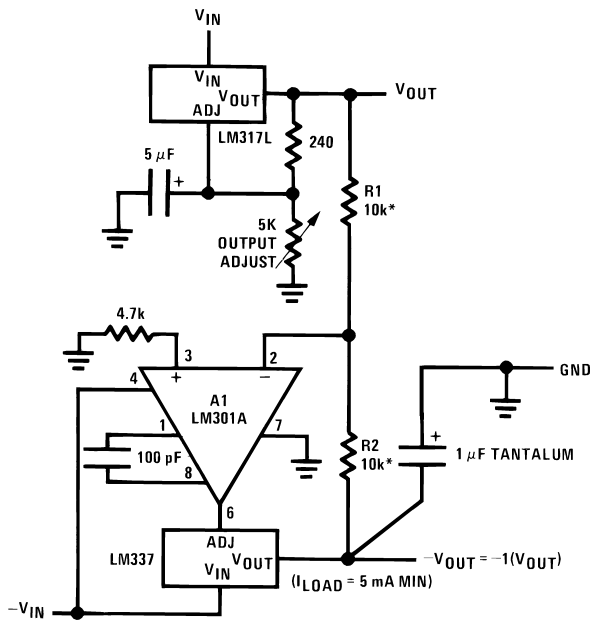 VIN
VIN
VOUT
ADJ
VOUT
LM317L
240
5 μF
+
R1
10k*
5K
OUTPUT
ADJUST
4.7k
3
2
4
+
−
A1
LM301A
GND
1
7
+
100 pF
R2
10k*
1 μF TANTALUM
8
6
ADJ
LM337
VOUT
VIN
−VOUT = −1(VOUT)
(ILOAD = 5 mA MIN)
−VIN